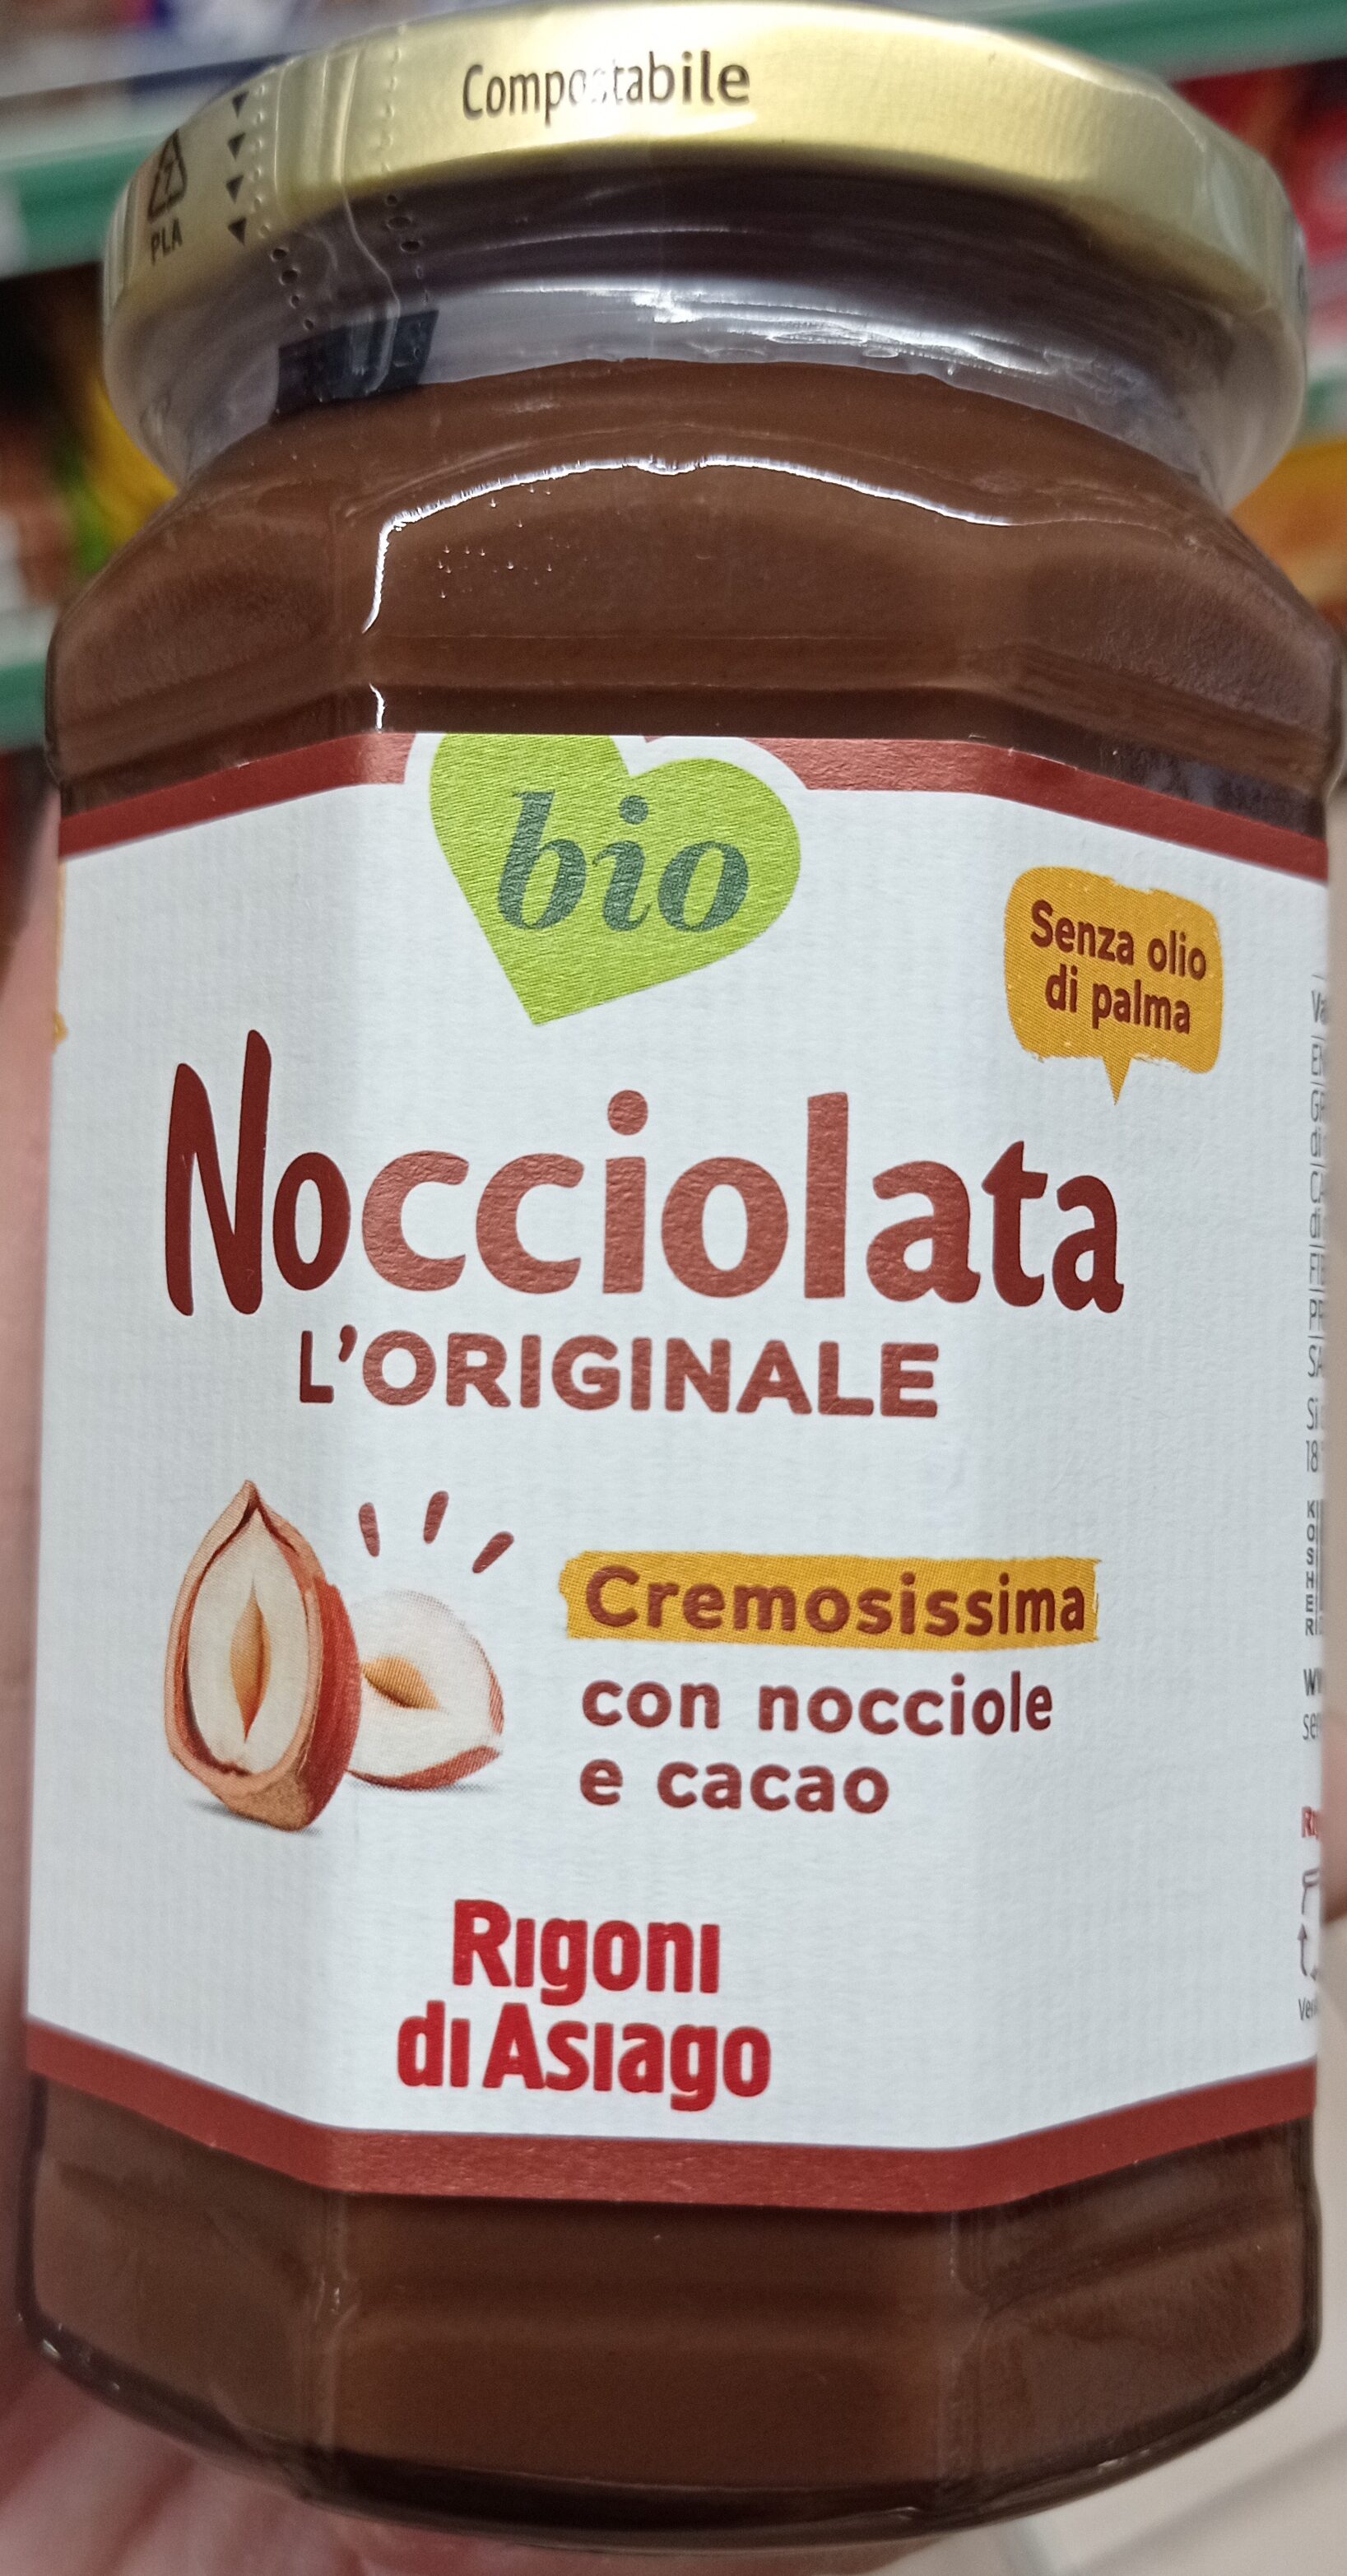 Compostabile
PLA
bio
Senza olio
di palma
Nocciolata
L'ORIGINALE
Cremosissima
con nocciole
e cacao
Rigoni
di Asiago